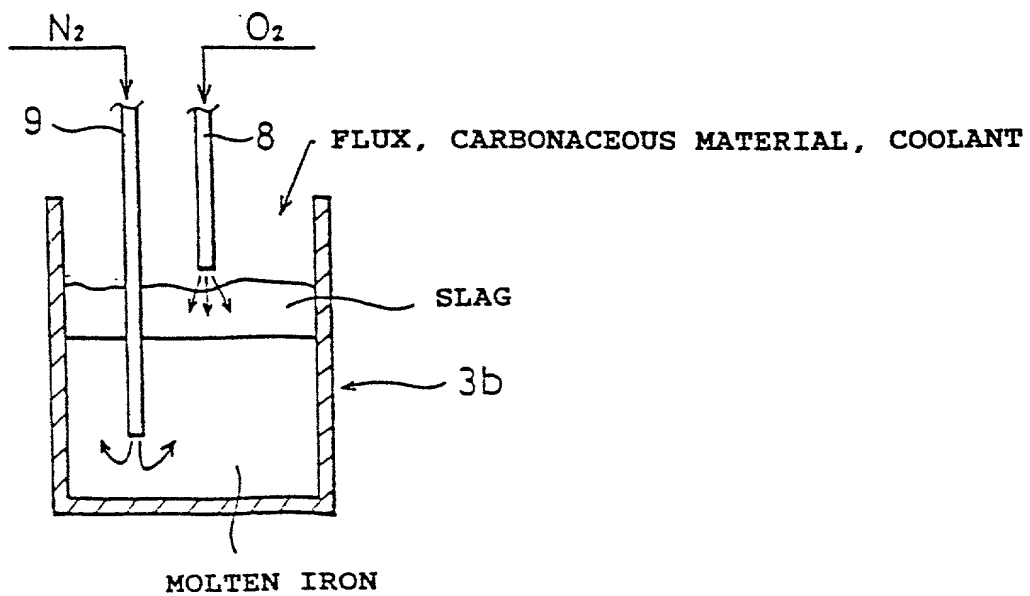 N₂ O₂
9 8 FLUX, CARBONACEOUS MATERIAL, COOLANT
SLAG
3b
MOLTEN IRON